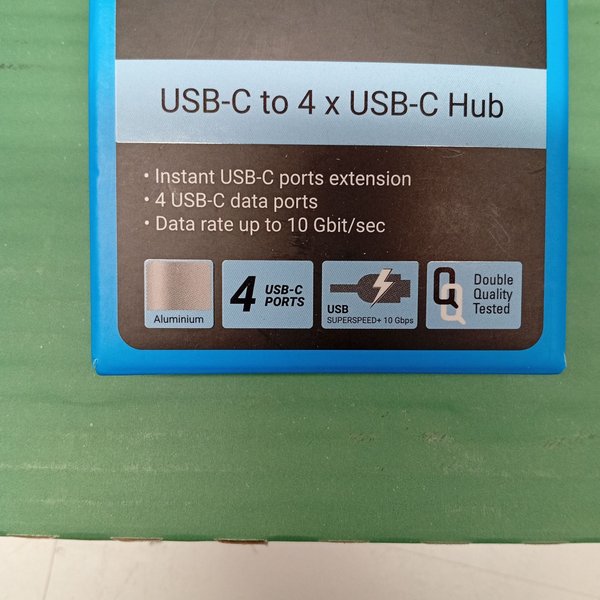 USB-C to 4 x USB-C Hub
• Instant USB-C ports extension
• 4 USB-C data ports
• Data rate up to 10 Gbit/sec
Aluminium
4 USB-C
PORTS
USB
SUPERSPEED+ 10 Gbps
QQ
Double
Quality
Tested